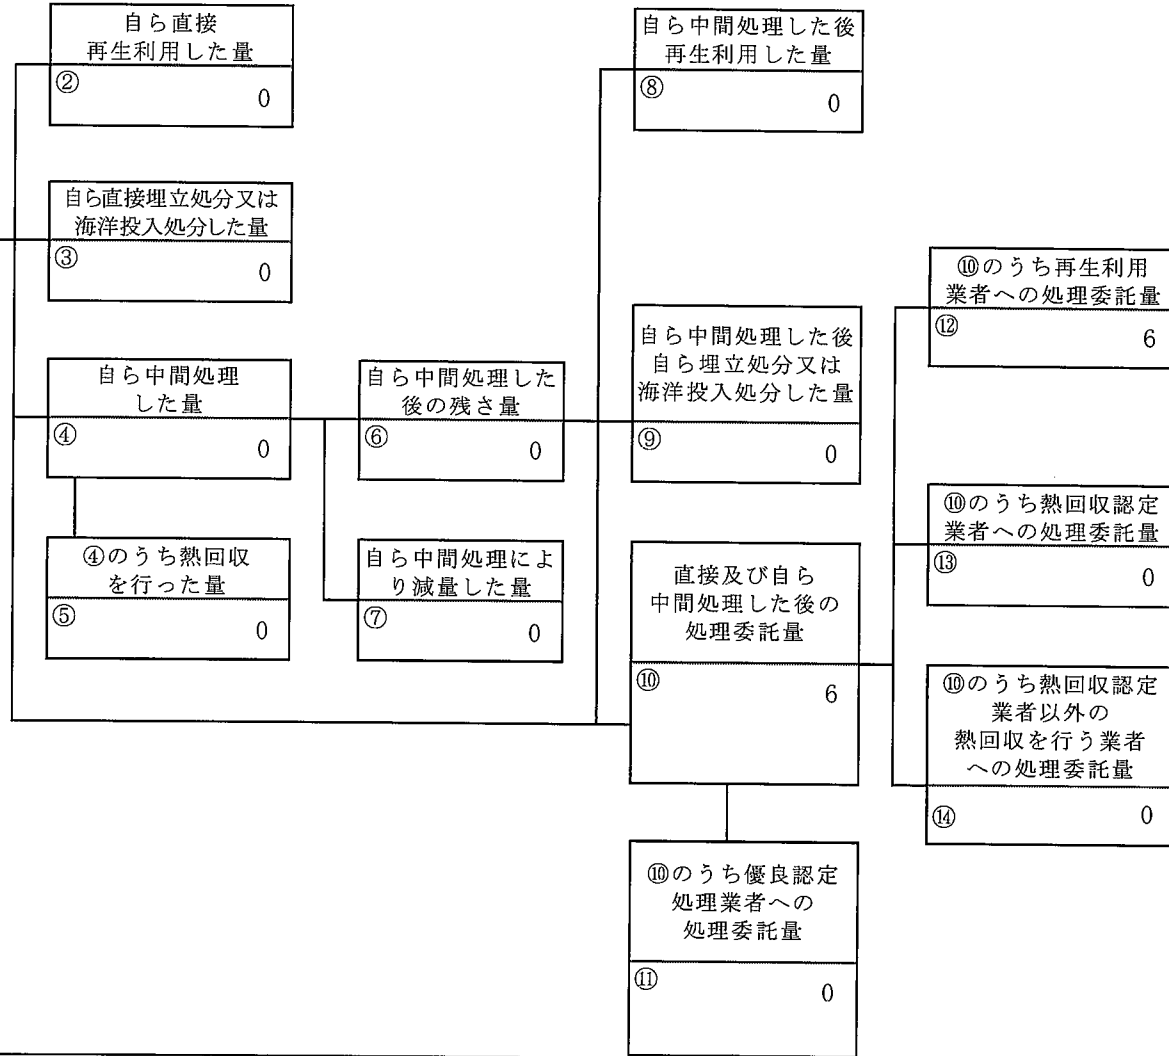 自ら直接
再生利用した量
②
0
自ら直接埋立処分又は
海洋投入処分した量
③
0
自ら中間処理
した量
④
0
④のうち熱回収
を行った量
⑤
0
自ら中間処理した
後の残さ量
⑥
0
自ら中間処理によ
り減量した量
⑦
0
自ら中間処理した後
再生利用した量
⑧
0
自ら中間処理した後
自ら埋立処分又は
海洋投入処分した量
⑨
0
直接及び自ら
中間処理した後の
処理委託量
⑩
6
⑩のうち優良認定
処理業者への
処理委託量
⑪
0
⑩のうち再生利用
業者への処理委託量
⑫
6
⑩のうち熱回収認定
業者への処理委託量
⑬
0
⑩のうち熱回収認定
業者以外の
熱回収を行う業者
への処理委託量
⑭
0